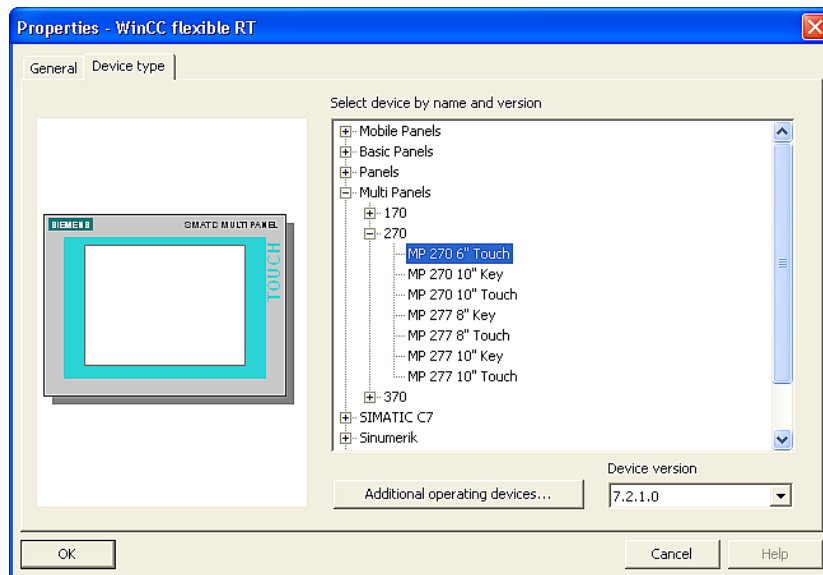 Properties - WinCC flexible RT
General
Device type
Select device by name and version
Mobile Panels
Basic Panels
Panels
Multi Panels
170
270
MP 270 6" Touch
MP 270 10" Key
MP 270 10" Touch
MP 277 8" Key
MP 277 8" Touch
MP 277 10" Key
MP 277 10" Touch
370
SIMATIC C7
Sinumerik
SIEMENS
SIMATIC MULTI PANEL
TOUCH
Device version
Additional operating devices...
7.2.1.0
OK
Cancel
Help